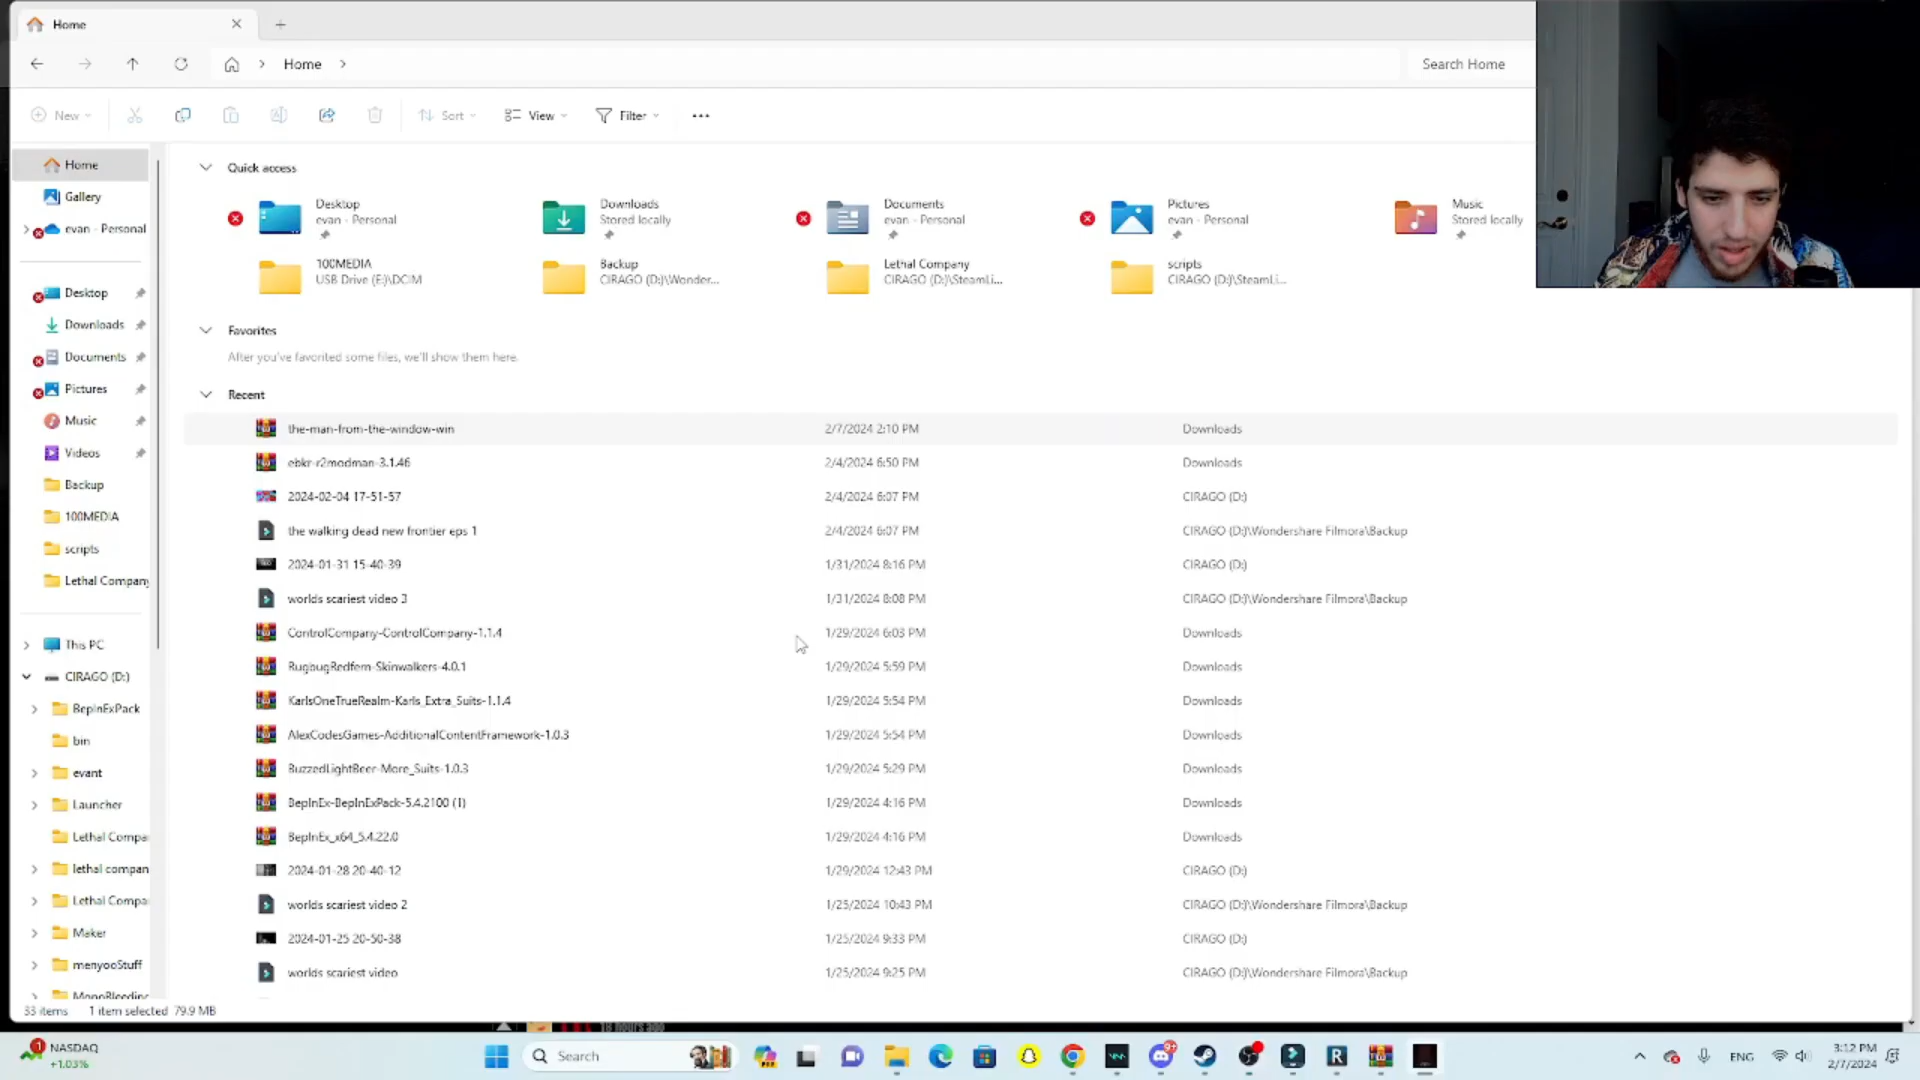 Home
Home
Search Home
New
Sort
View
Filter
Home
Gallery
evan - Personal
Desktop
Downloads
Documents
Pictures
Music
Videos
Backup
100MEDIA
scripts
Lethal Company
This PC
CIRAGO (D:)
BepInExPack
bin
evant
Launcher
Lethal Compa
lethal compan
Lethal Compa
Maker
menyooStuff
MonoBleeding
Quick access
Desktop
evan - Personal
Downloads
Stored locally
Documents
evan - Personal
Pictures
evan - Personal
Music
Stored locally
100MEDIA
USB Drive (E:)\DCIM
Backup
CIRAGO (D:)\Wonder...
Lethal Company
CIRAGO (D:)\SteamLi...
scripts
CIRAGO (D:)\SteamLi...
Favorites
After you've favorited some files, we'll show them here.
Recent
the-man-from-the-window-win 2/7/2024 2:10 PM Downloads
ebkr-r2modman-3.1.46 2/4/2024 6:50 PM Downloads
2024-02-04 17-51-57 2/4/2024 6:07 PM CIRAGO (D:)
the walking dead new frontier eps 1 2/4/2024 6:07 PM CIRAGO (D:)\Wondershare Filmora\Backup
2024-01-31 15-40-39 1/31/2024 8:16 PM CIRAGO (D:)
worlds scariest video 3 1/31/2024 8:08 PM CIRAGO (D:)\Wondershare Filmora\Backup
ControlCompany-ControlCompany-1.1.4 1/29/2024 6:03 PM Downloads
RugbugRedfern-Skinwalkers-4.0.1 1/29/2024 5:59 PM Downloads
KarlsOneTrueRealm-Karls_Extra_Suits-1.1.4 1/29/2024 5:54 PM Downloads
AlexCodesGames-AdditionalContentFramework-1.0.3 1/29/2024 5:54 PM Downloads
BuzzedLightBeer-More_Suits-1.0.3 1/29/2024 5:29 PM Downloads
BepInEx-BepInExPack-5.4.2100 (1) 1/29/2024 4:16 PM Downloads
BepInEx_x64_5.4.22.0 1/29/2024 4:16 PM Downloads
2024-01-28 20-40-12 1/29/2024 12:43 PM CIRAGO (D:)
worlds scariest video 2 1/25/2024 10:43 PM CIRAGO (D:)\Wondershare Filmora\Backup
2024-01-25 20-50-38 1/25/2024 9:33 PM CIRAGO (D:)
worlds scariest video 1/25/2024 9:25 PM CIRAGO (D:)\Wondershare Filmora\Backup
33 items 1 item selected 79.9 MB
18 hours ago
NASDAQ
+1.03%
Search
ENG
3:12 PM
2/7/2024